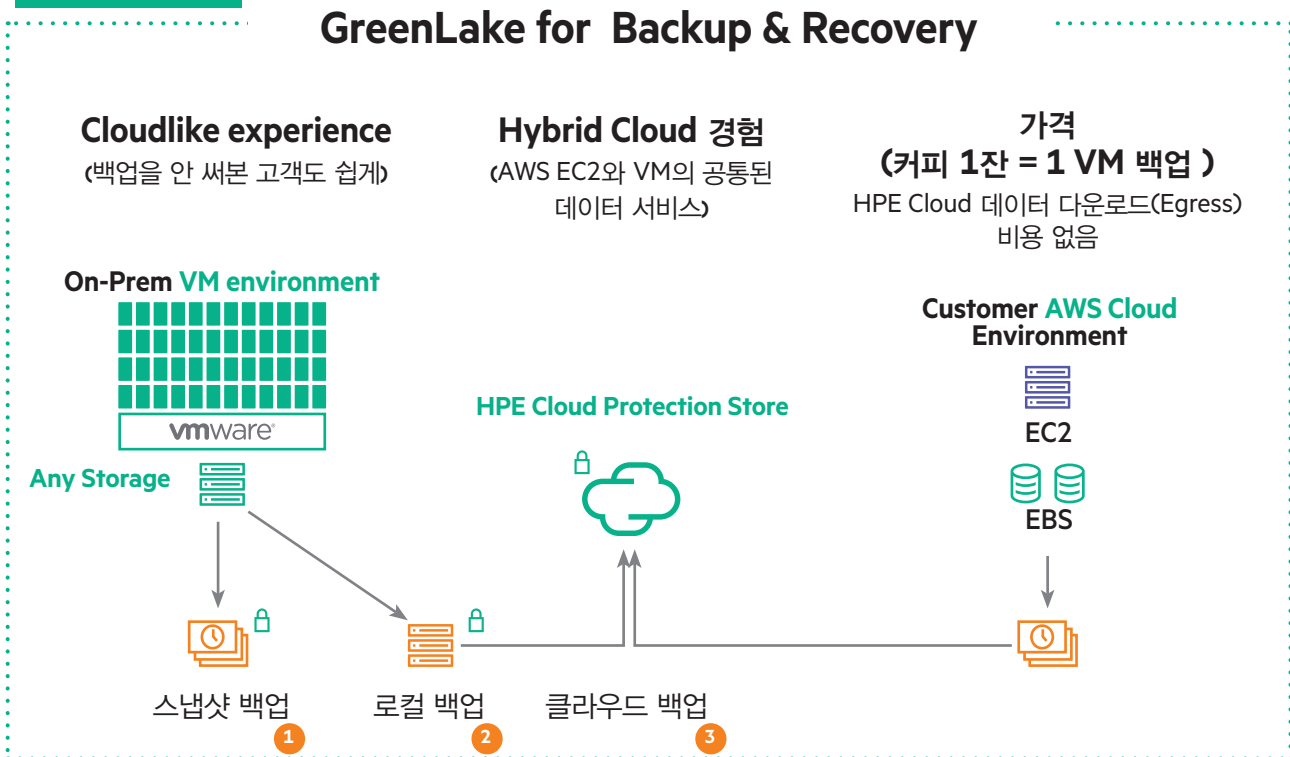 GreenLake for Backup & Recovery
Cloudlike experience
(백업을 안 써본 고객도 쉽게)
Hybrid Cloud 경험
(AWS EC2와 VM의 공통된
데이터 서비스)
가격
(커피 1잔 = 1 VM 백업 )
HPE Cloud 데이터 다운로드(Egress)
비용 없음
On-Prem VM environment
vmware®
Any Storage
HPE Cloud Protection Store
Customer AWS Cloud
Environment
EC2
EBS
스냅샷 백업
1
로컬 백업
2
클라우드 백업
3